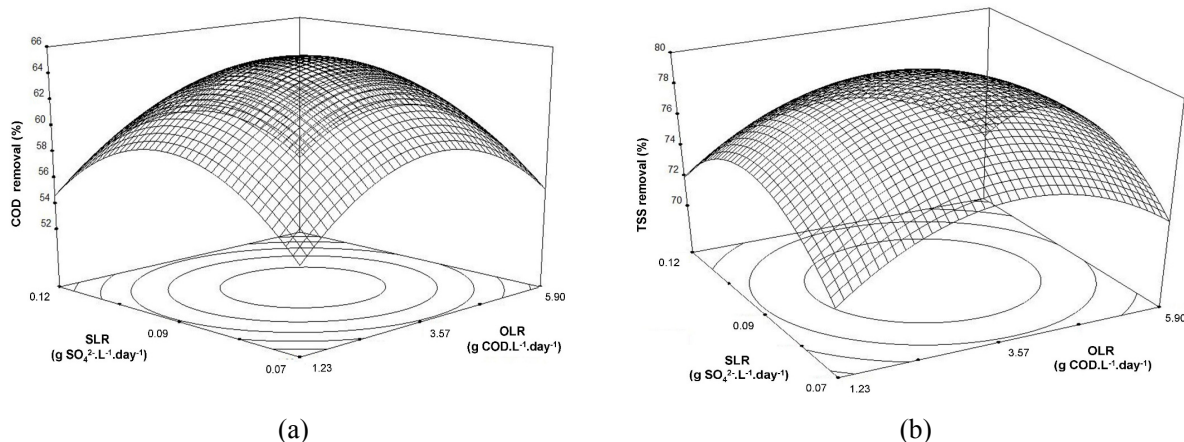 66
64
62
60
58
56
54
52
COD removal (%)
0.12
0.09
0.07
SLR
(g SO₄²⁻.L⁻¹.day⁻¹)
1.23
3.57
5.90
OLR
(g COD.L⁻¹.day⁻¹)
(a)
80
78
76
74
72
70
TSS removal (%)
0.12
0.09
0.07
SLR
(g SO₄²⁻.L⁻¹.day⁻¹)
1.23
3.57
5.90
OLR
(g COD.L⁻¹.day⁻¹)
(b)